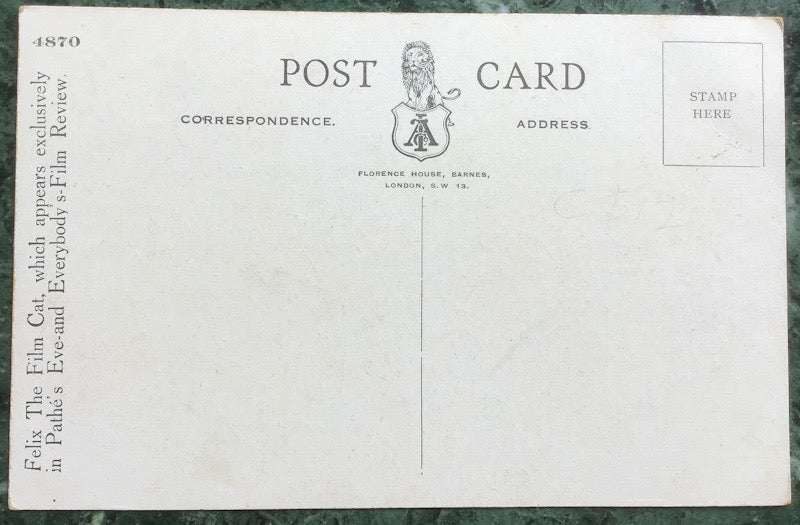 4870
POST CARD
CORRESPONDENCE.
ADDRESS.
STAMP
HERE
FLORENCE HOUSE, BARNES,
LONDON, S.W 13.
Felix The Film Cat, which appears exclusively
in Pathé's Eve-and Everybody's-Film Review.